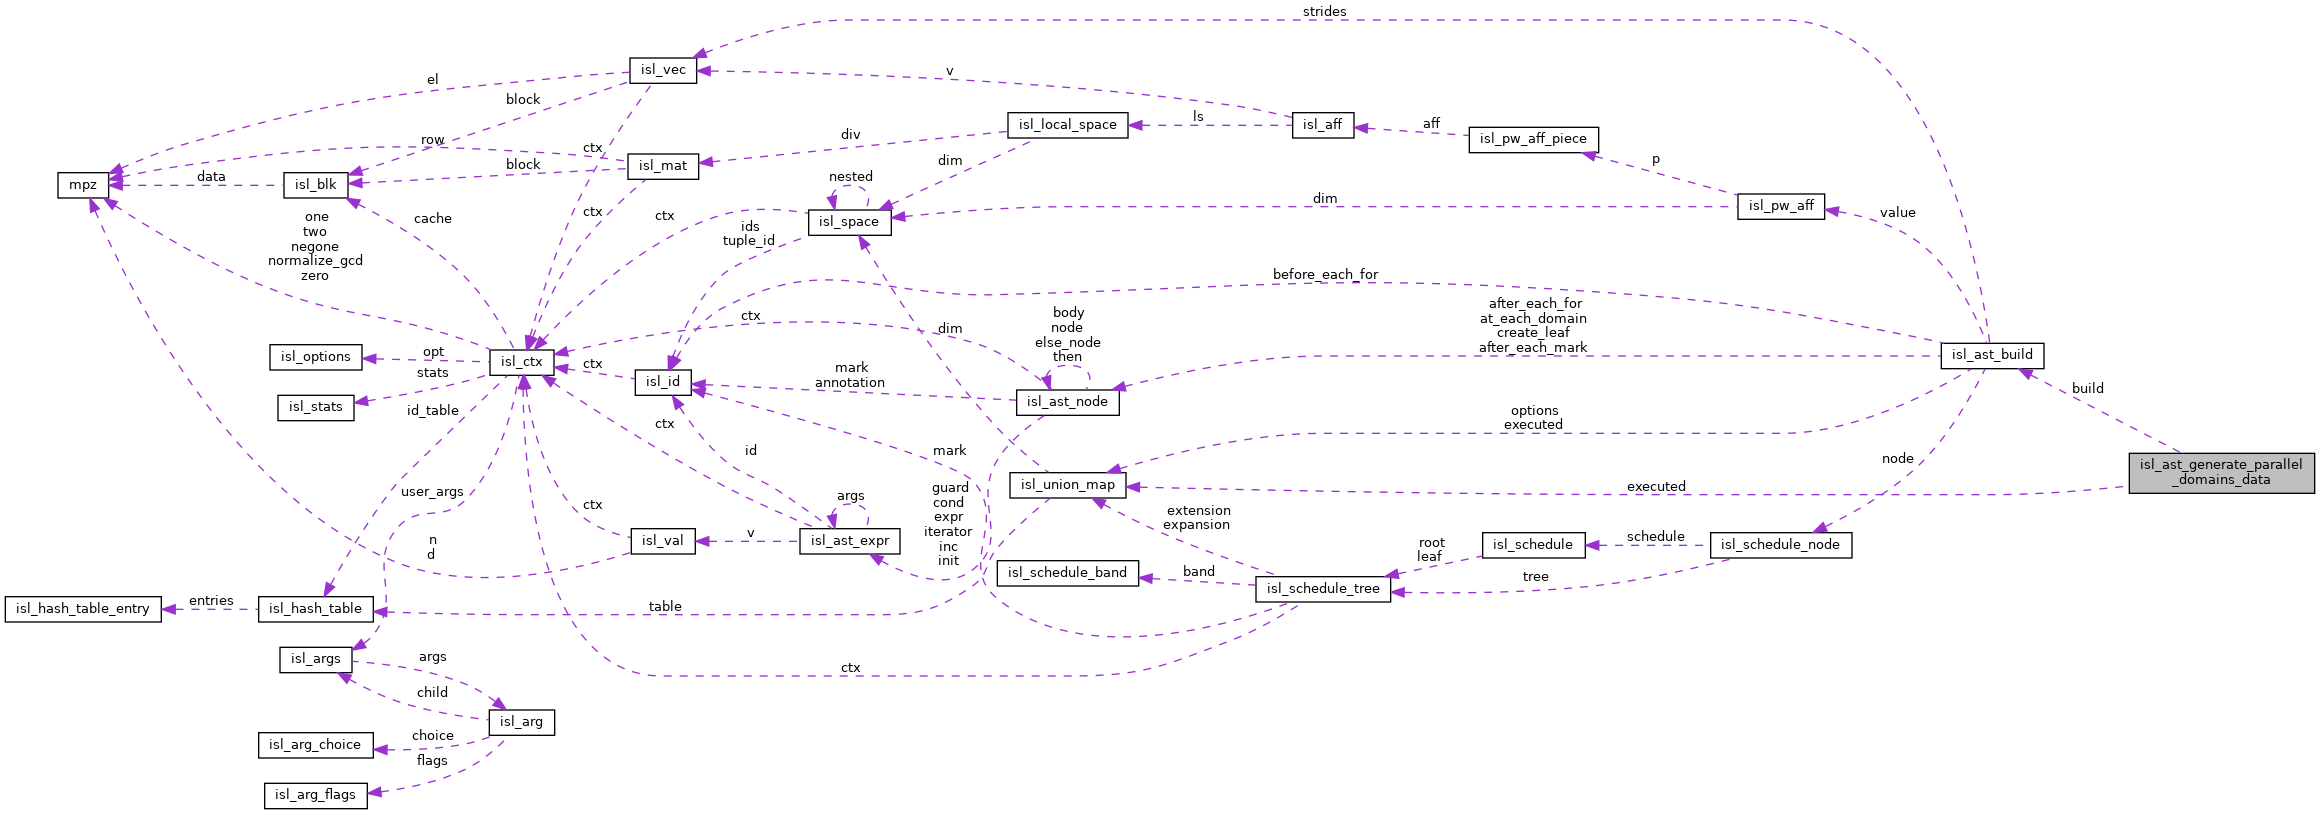 strides
isl_vec
el
v
block
isl_local_space
ls
isl_aff
aff
isl_pw_aff_piece
div
row
ctx
block
isl_mat
dim
p
mpz
data
isl_blk
nested
dim
isl_pw_aff
value
ctx
ctx
isl_space
cache
one
two
negone
normalize_gcd
zero
ids
tuple_id
before_each_for
after_each_for
at_each_domain
create_leaf
after_each_mark
body
node
else_node
then
ctx
dim
isl_options
opt
isl_ctx
ctx
isl_ast_build
stats
isl_id
mark
annotation
isl_ast_node
build
isl_stats
id_table
ctx
id
mark
options
executed
node
isl_ast_generate_parallel
_domains_data
user_args
args
guard
cond
expr
iterator
inc
init
isl_union_map
executed
ctx
extension
expansion
n
d
isl_val
v
isl_ast_expr
root
leaf
isl_schedule
schedule
isl_schedule_node
isl_schedule_band
band
isl_schedule_tree
tree
isl_hash_table_entry
entries
isl_hash_table
table
isl_args
args
ctx
child
isl_arg
choice
isl_arg_choice
flags
isl_arg_flags